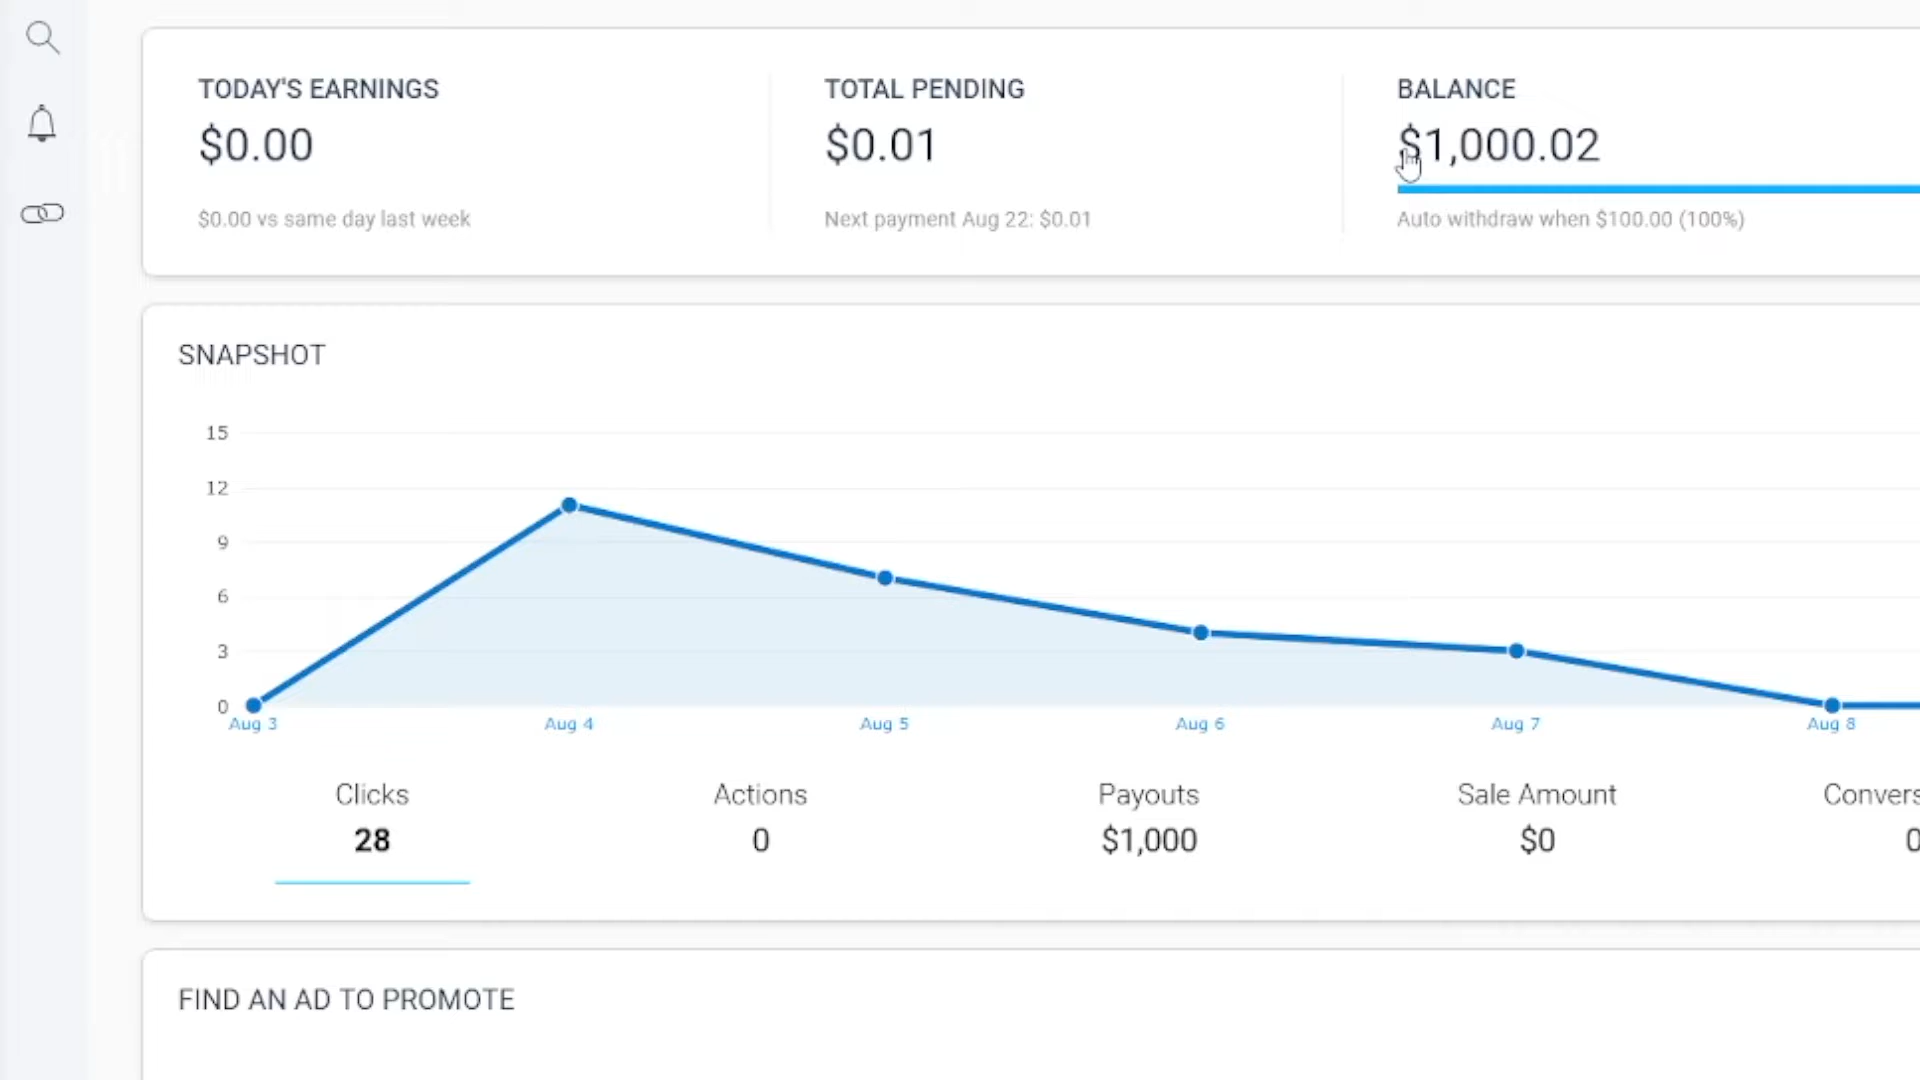 TODAY'S EARNINGS
$0.00
$0.00 vs same day last week
TOTAL PENDING
$0.01
Next payment Aug 22: $0.01
BALANCE
$1,000.02
Auto withdraw when $100.00 (100%)
SNAPSHOT
15
12
9
6
3
0
Aug 3
Aug 4
Aug 5
Aug 6
Aug 7
Aug 8
Clicks
28
Actions
0
Payouts
$1,000
Sale Amount
$0
Convers
0
FIND AN AD TO PROMOTE